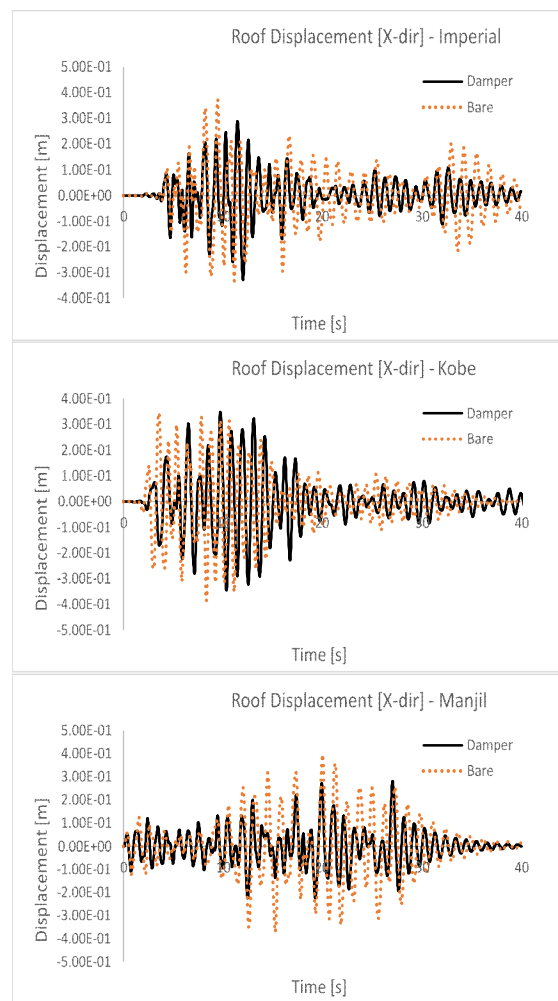 Roof Displacement [X-dir] - Imperial
5.00E-01
4.00E-01
3.00E-01
2.00E-01
1.00E-01
0.00E+00
-1.00E-01
-2.00E-01
-3.00E-01
-4.00E-01
Displacement [m]
Damper
Bare
0
10
20
30
40
Time [s]
Roof Displacement [X-dir] - Kobe
4.00E-01
3.00E-01
2.00E-01
1.00E-01
0.00E+00
-1.00E-01
-2.00E-01
-3.00E-01
-4.00E-01
-5.00E-01
Displacement [m]
Damper
Bare
0
10
20
30
40
Time [s]
Roof Displacement [X-dir] - Manjil
5.00E-01
4.00E-01
3.00E-01
2.00E-01
1.00E-01
0.00E+00
-1.00E-01
-2.00E-01
-3.00E-01
-4.00E-01
-5.00E-01
Displacement [m]
Damper
Bare
0
10
20
30
40
Time [s]